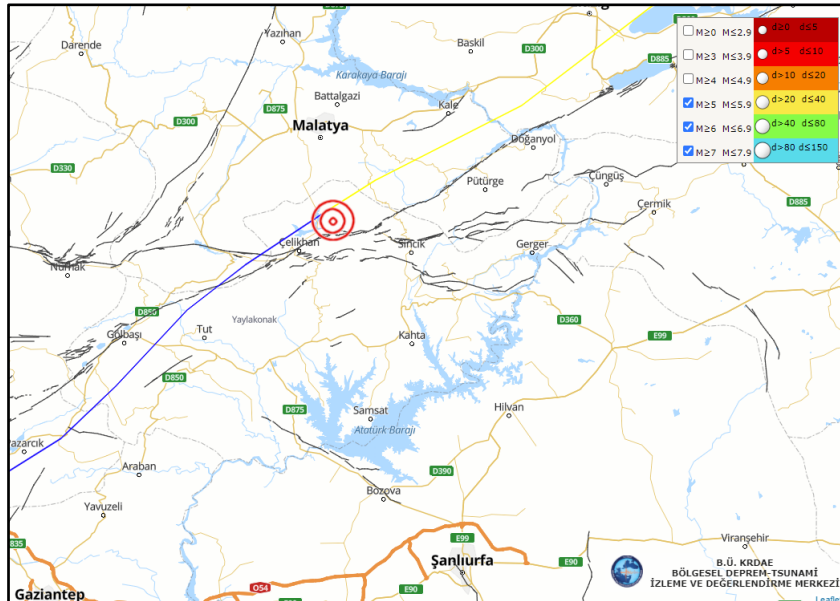 Darende
Yazıhan
Baskil
D300
D885
Karakaya Barajı
Battalgazi
D875
Kale
Malatya
D300
Doğanyol
D330
Pütürge
Çüngüş
Çermik
D885
Çelikhan
Sincik
Gerger
Nurhak
D850
Yaylakonak
Gölbaşı
Tut
Kahta
D360
E99
D850
D875
Samsat
Hilvan
Atatürk Barajı
Pazarcık
Araban
D390
Bozova
Yavuzeli
Viranşehir
835
E99
Şanlıurfa
E90
O54
E90
Gaziantep
M≥0 M≤2.9 d≥0 d≤5
M≥3 M≤3.9 d>5 d≤10
M≥4 M≤4.9 d>10 d≤20
M≥5 M≤5.9 d>20 d≤40
M≥6 M≤6.9 d>40 d≤80
M≥7 M≤7.9 d>80 d≤150
B.Ü. KRDAE
BÖLGESEL DEPREM-TSUNAMİ
İZLEME VE DEĞERLENDİRME MERKEZİ
Leaflet